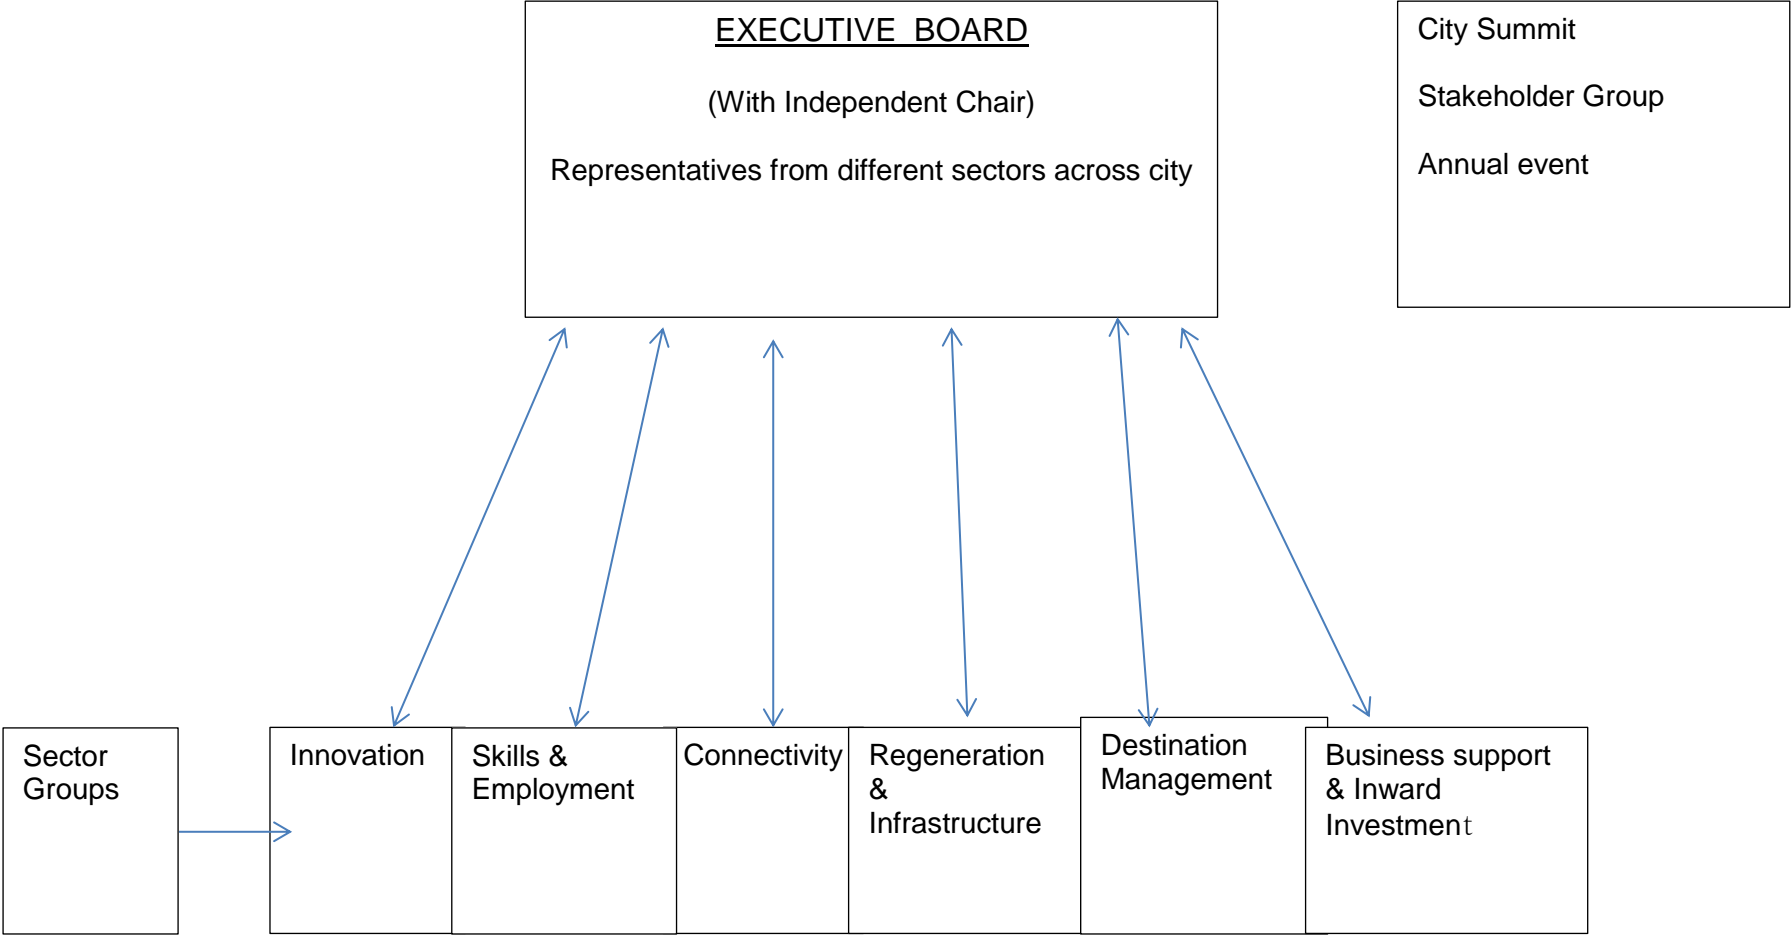 EXECUTIVE BOARD
(With Independent Chair)
Representatives from different sectors across city
City Summit
Stakeholder Group
Annual event
Sector
Groups
Innovation
Skills &
Employment
Connectivity
Regeneration
&
Infrastructure
Destination
Management
Business support
& Inward
Investment